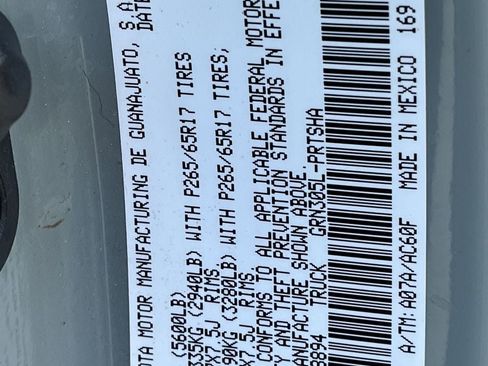 OTA MOTOR MANUFACTURING DE GUANAJUATO, S.A
DATE
(5600LB)
335KG (2940LB) WITH P265/65R17 TIRES
X7.5J RIMS
90KG (3280LB) WITH P265/65R17 TIRES,
X7.5J RIMS.
CONFORMS TO ALL APPLICABLE FEDERAL MOTOR
TY AND THEFT PREVENTION STANDARDS IN EFFE
ANUFACTURE SHOWN ABOVE.
3894 TRUCK GRN305L-PRTSHA
A/TM: A07A/AC60F MADE IN MEXICO 169